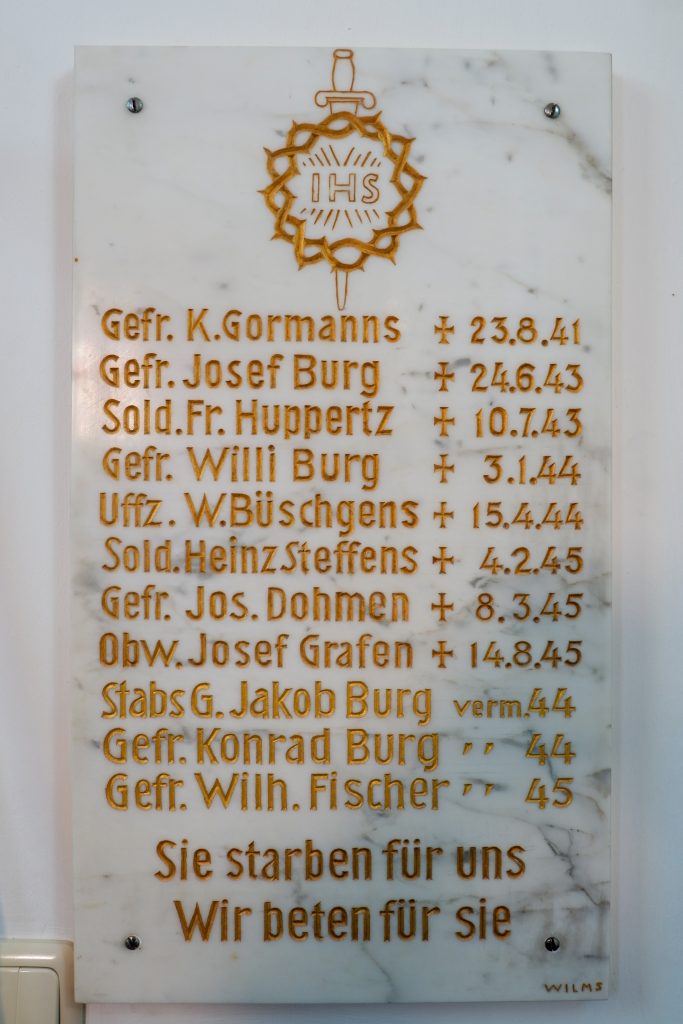 IHS
Gefr. K. Gormanns + 23.8.41
Gefr. Josef Burg + 24.6.43
Sold. Fr. Huppertz + 10.7.43
Gefr. Willi Burg + 3.1.44
Uffz. W. Büschgens + 15.4.44
Sold. Heinz Steffens + 4.2.45
Gefr. Jos. Dohmen + 8.3.45
Obw. Josef Grafen + 14.8.45
Stabs G. Jakob Burg verm. 44
Gefr. Konrad Burg ,, 44
Gefr. Wilh. Fischer ,, 45
Sie starben für uns
Wir beten für sie
WILMS